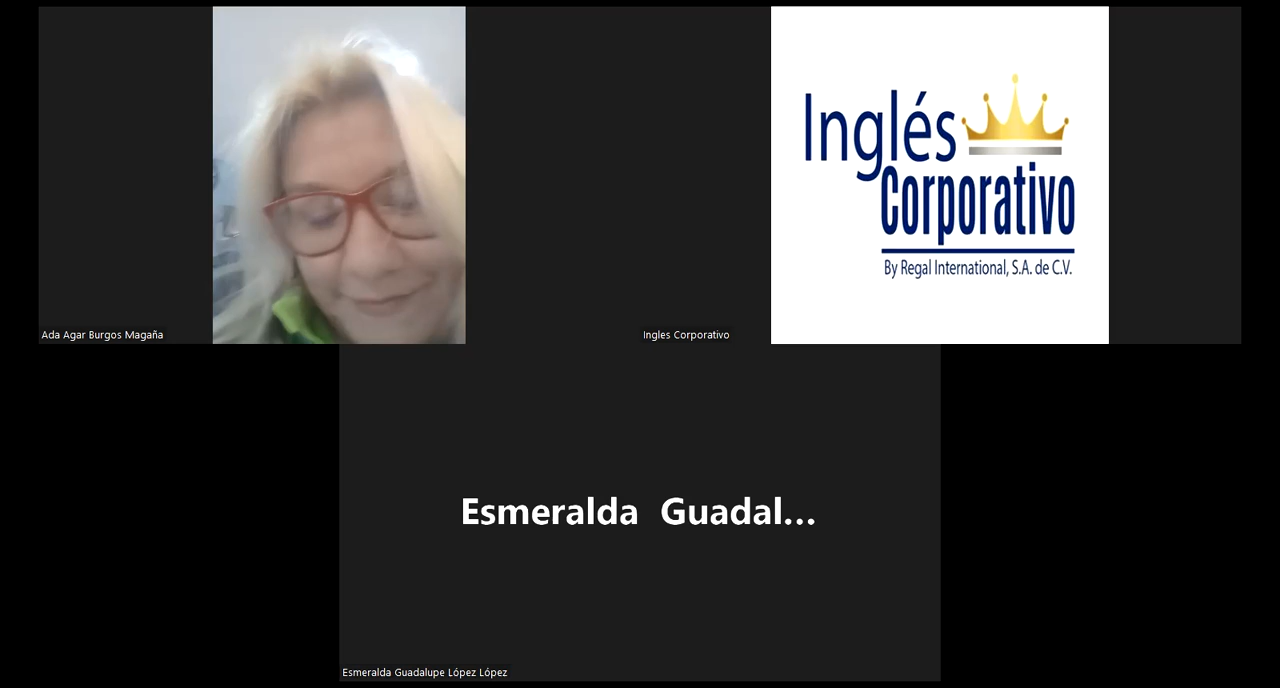 Inglés
Corporativo
By Regal International, S.A. de C.V.
Ada Agar Burgos Magaña
Ingles Corporativo
Esmeralda Guadal...
Esmeralda Guadalupe López López